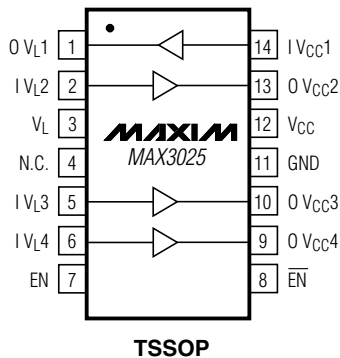 O VL1 1 14 I VCC1
I VL2 2 13 O VCC2
VL 3 12 VCC
MAXIM
MAX3025
N.C. 4 11 GND
I VL3 5 10 O VCC3
I VL4 6 9 O VCC4
EN 7 8 E̅N̅
TSSOP